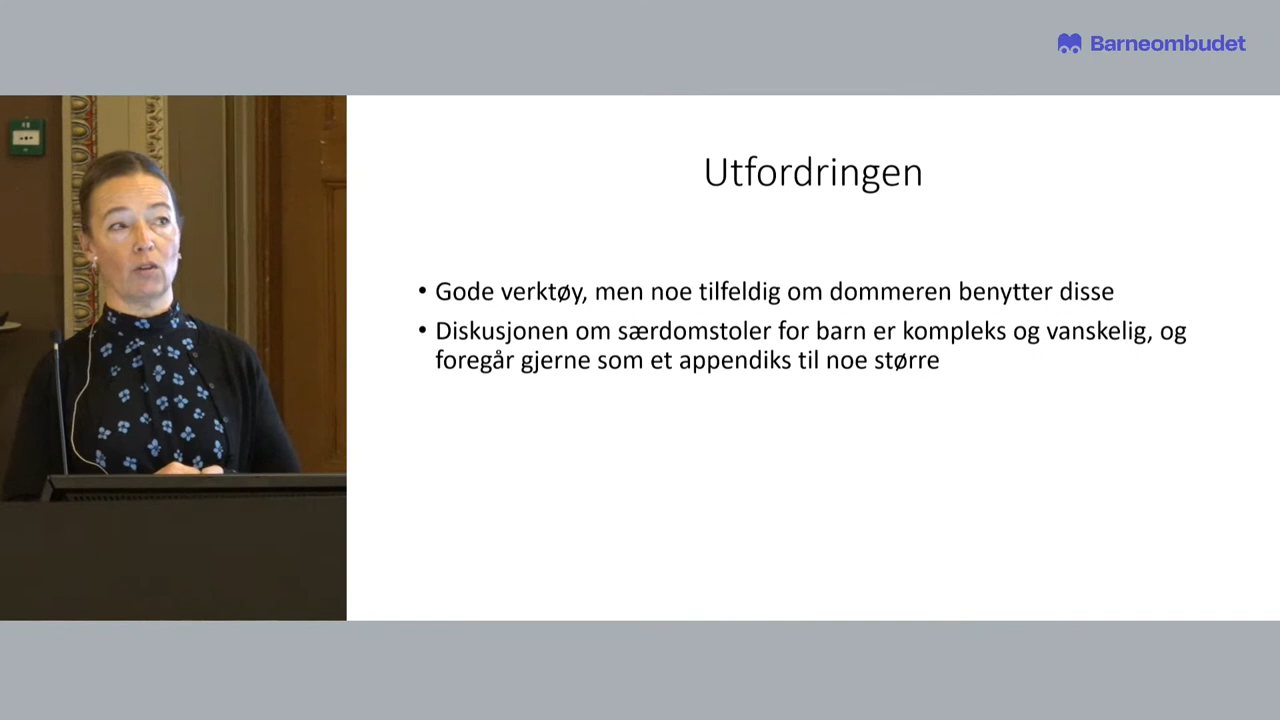 Barneombudet
Utfordringen
• Gode verktøy, men noe tilfeldig om dommeren benytter disse
• Diskusjonen om særdomstoler for barn er kompleks og vanskelig, og
foregår gjerne som et appendiks til noe større